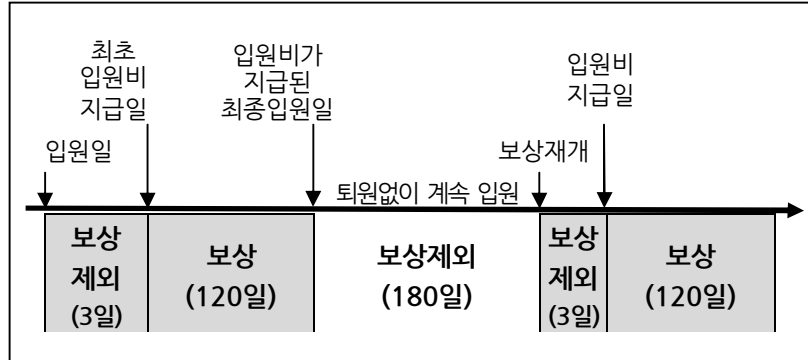 최초
입원비
지급일
입원비가
지급된
최종입원일
입원비
지급일
입원일
보상재개
퇴원없이 계속 입원
보상
제외
(3일)
보상
(120일)
보상제외
(180일)
보상
제외
(3일)
보상
(120일)